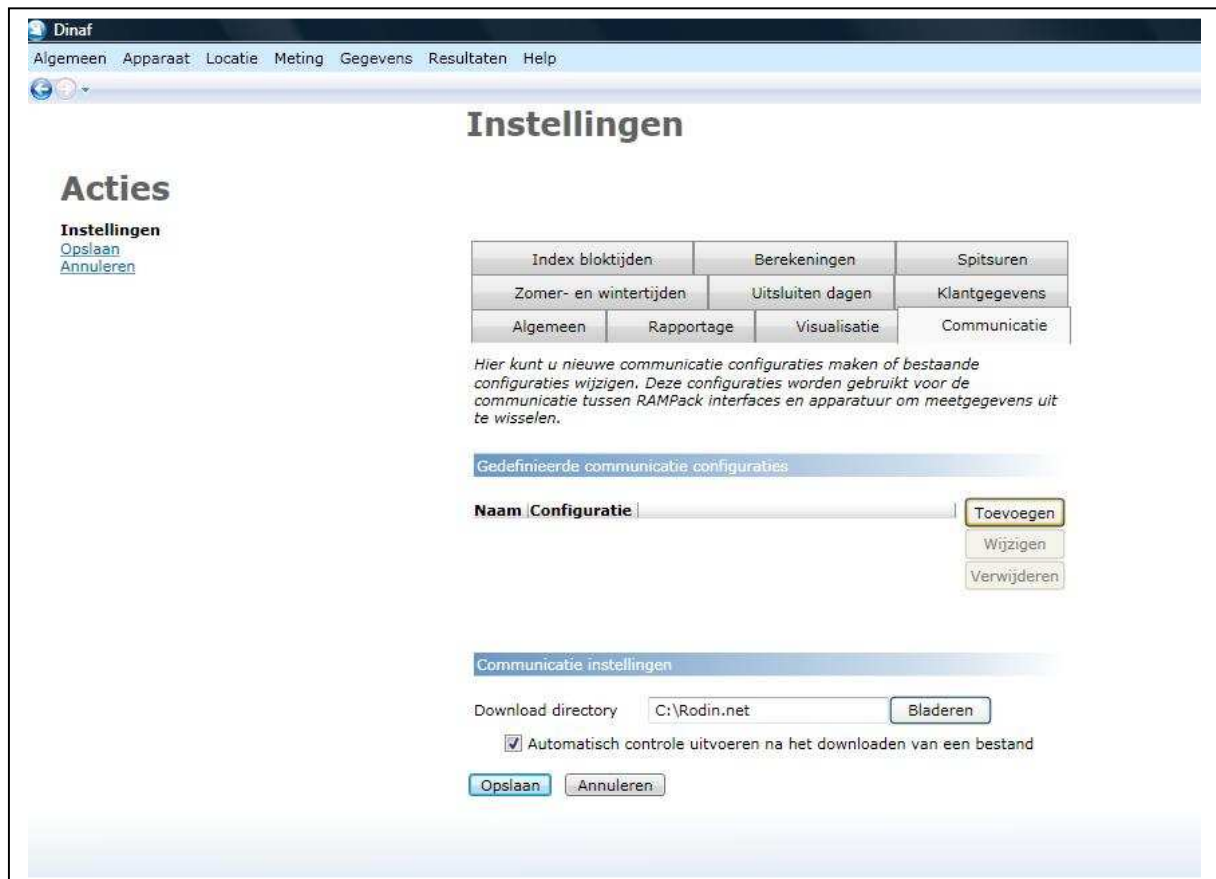 Dinaf
Algemeen Apparaat Locatie Meting Gegevens Resultaten Help
Instellingen
Acties
Instellingen
Opslaan
Annuleren
Index bloktijden Berekeningen Spitsuren
Zomer- en wintertijden Uitsluiten dagen Klantgegevens
Algemeen Rapportage Visualisatie Communicatie
Hier kunt u nieuwe communicatie configuraties maken of bestaande
configuraties wijzigen. Deze configuraties worden gebruikt voor de
communicatie tussen RAMPack interfaces en apparatuur om meetgegevens uit
te wisselen.
Gedefinieerde communicatie configuraties
Naam Configuratie Toevoegen
Wijzigen
Verwijderen
Communicatie instellingen
Download directory C:\Rodin.net Bladeren
Automatisch controle uitvoeren na het downloaden van een bestand
Opslaan Annuleren